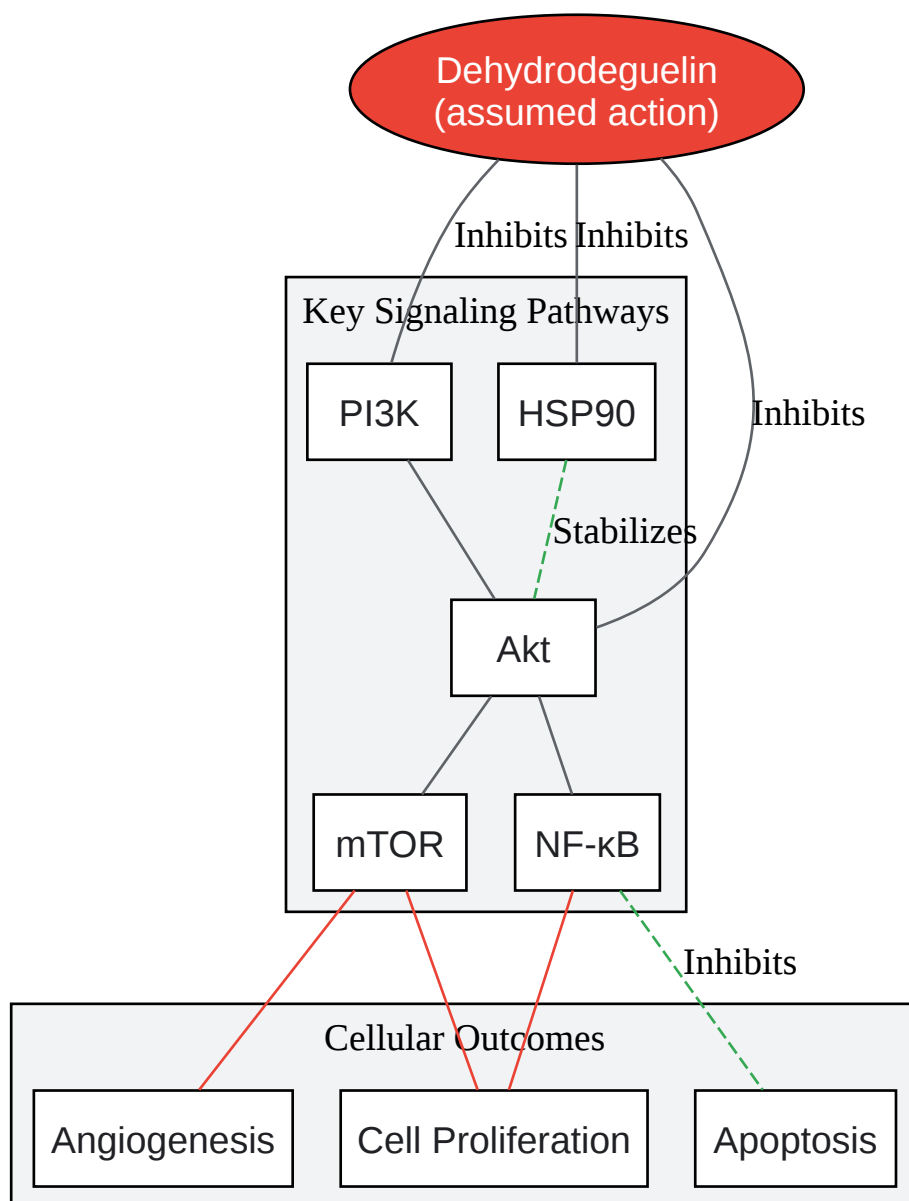 Dehydrodeguelin
(assumed action)
Inhibits Inhibits
Key Signaling Pathways
PI3K HSP90
Inhibits
Stabilizes
Akt
mTOR NF-κB
Inhibits
Cellular Outcomes
Angiogenesis Cell Proliferation Apoptosis